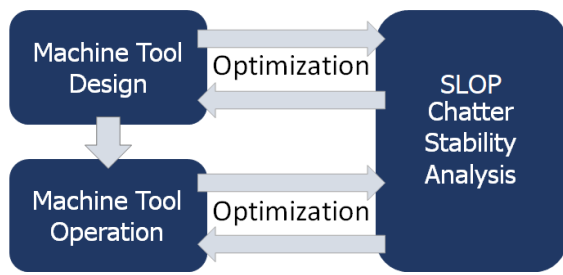 Machine Tool
Design
Optimization
SLOP
Chatter
Stability
Analysis
Machine Tool
Operation
Optimization